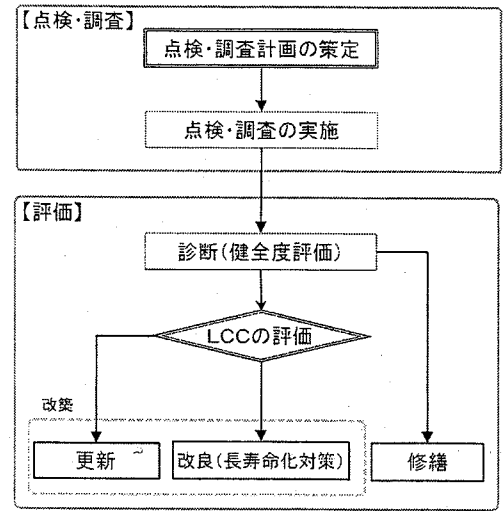 【点検・調査】
点検・調査計画の策定
点検・調査の実施
【評価】
診断(健全度評価)
LCCの評価
改築
更新
改良(長寿命化対策)
修繕